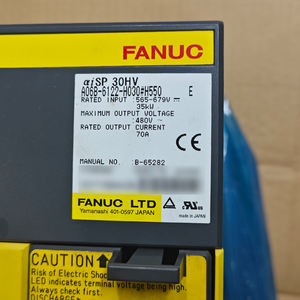 FANUC
αiSP 30HV
A06B-6122-H030#H550 E
RATED INPUT :565-679V
35kW
MAXIMUM OUTPUT VOLTAGE
:480V~
RATED OUTPUT CURRENT
70A
MANUAL NO. :B-65282
FANUC LTD
Yamanashi 401-0597 JAPAN
MADE IN JAPAN
CAUTION
Risk of Electric Shock
LED indicates voltage being high.
Always check first.